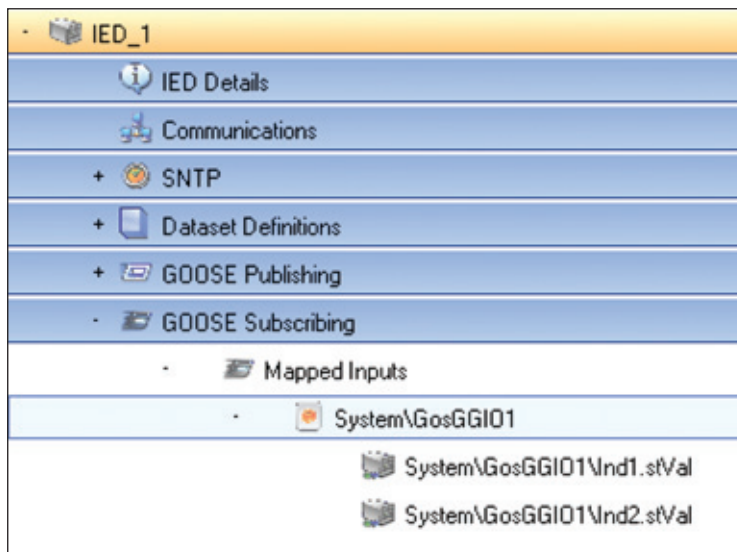 IED_1
IED Details
Communications
SNTP
Dataset Definitions
GOOSE Publishing
GOOSE Subscribing
Mapped Inputs
System\GosGGIO1
System\GosGGIO1\Ind1.stVal
System\GosGGIO1\Ind2.stVal